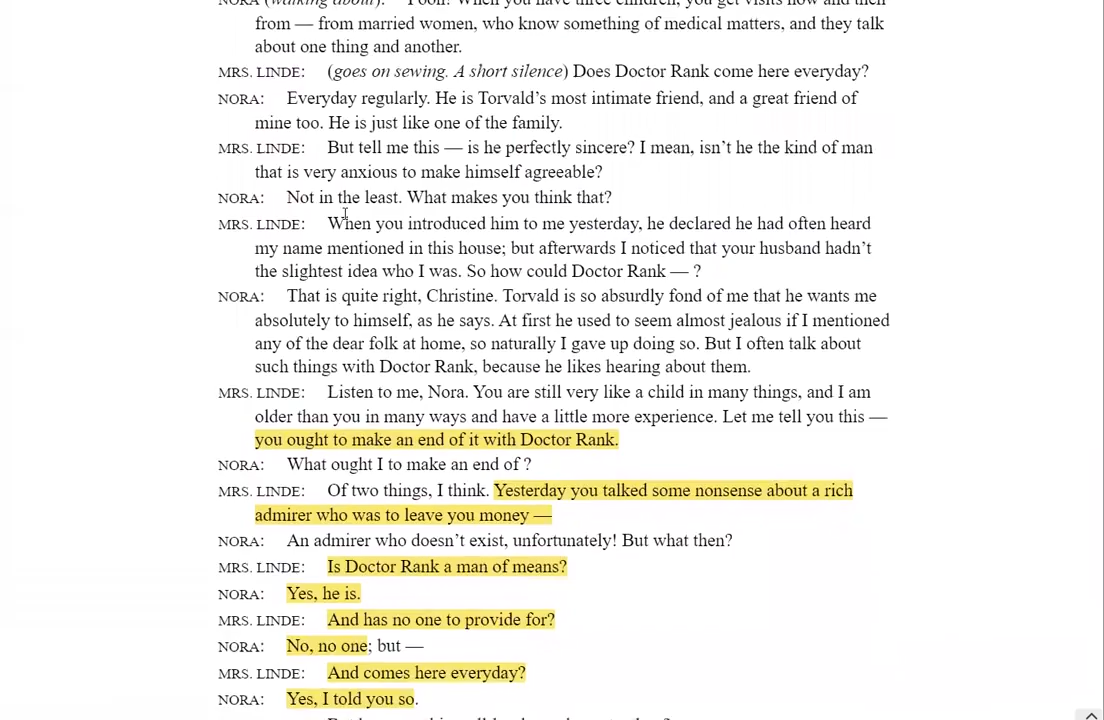 NORA (walking about): Pooh! When you have three children, you get visits now and then
from — from married women, who know something of medical matters, and they talk
about one thing and another.
MRS. LINDE: (goes on sewing. A short silence) Does Doctor Rank come here everyday?
NORA: Everyday regularly. He is Torvald's most intimate friend, and a great friend of
mine too. He is just like one of the family.
MRS. LINDE: But tell me this — is he perfectly sincere? I mean, isn't he the kind of man
that is very anxious to make himself agreeable?
NORA: Not in the least. What makes you think that?
MRS. LINDE: When you introduced him to me yesterday, he declared he had often heard
my name mentioned in this house; but afterwards I noticed that your husband hadn't
the slightest idea who I was. So how could Doctor Rank — ?
NORA: That is quite right, Christine. Torvald is so absurdly fond of me that he wants me
absolutely to himself, as he says. At first he used to seem almost jealous if I mentioned
any of the dear folk at home, so naturally I gave up doing so. But I often talk about
such things with Doctor Rank, because he likes hearing about them.
MRS. LINDE: Listen to me, Nora. You are still very like a child in many things, and I am
older than you in many ways and have a little more experience. Let me tell you this —
you ought to make an end of it with Doctor Rank.
NORA: What ought I to make an end of ?
MRS. LINDE: Of two things, I think. Yesterday you talked some nonsense about a rich
admirer who was to leave you money —
NORA: An admirer who doesn't exist, unfortunately! But what then?
MRS. LINDE: Is Doctor Rank a man of means?
NORA: Yes, he is.
MRS. LINDE: And has no one to provide for?
NORA: No, no one; but —
MRS. LINDE: And comes here everyday?
NORA: Yes, I told you so.